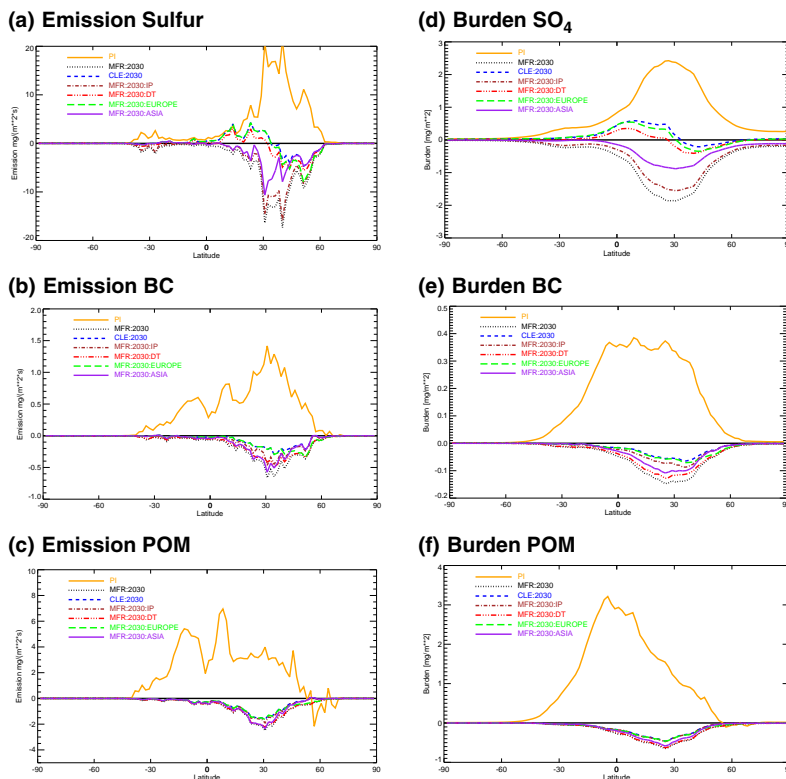 (a) Emission Sulfur
20
10
0
-10
-20
Emission mg/(m**2*s)
PI
MFR:2030
CLE:2030
MFR:2030:IP
MFR:2030:DT
MFR:2030:EUROPE
MFR:2030:ASIA
-90 -60 -30 0 30 60 90
Latitude
(d) Burden SO4
3
2
1
0
-1
-2
-3
Burden [mg/m**2]
PI
MFR:2030
CLE:2030
MFR:2030:IP
MFR:2030:DT
MFR:2030:EUROPE
MFR:2030:ASIA
-90 -60 -30 0 30 60 90
Latitude
(b) Emission BC
2.0
1.5
1.0
0.5
0.0
-0.5
-1.0
Emission mg/(m**2*s)
PI
MFR:2030
CLE:2030
MFR:2030:IP
MFR:2030:DT
MFR:2030:EUROPE
MFR:2030:ASIA
-90 -60 -30 0 30 60 90
Latitude
(e) Burden BC
0.5
0.4
0.3
0.2
0.1
0.0
-0.1
-0.2
Burden [mg/m**2]
PI
MFR:2030
CLE:2030
MFR:2030:IP
MFR:2030:DT
MFR:2030:EUROPE
MFR:2030:ASIA
-90 -60 -30 0 30 60 90
Latitude
(c) Emission POM
10
8
6
4
2
0
-2
-4
-6
Emission mg/(m**2*s)
PI
MFR:2030
CLE:2030
MFR:2030:IP
MFR:2030:DT
MFR:2030:EUROPE
MFR:2030:ASIA
-90 -60 -30 0 30 60 90
Latitude
(f) Burden POM
4
3
2
1
0
-1
Burden [mg/m**2]
PI
MFR:2030
CLE:2030
MFR:2030:IP
MFR:2030:DT
MFR:2030:EUROPE
MFR:2030:ASIA
-90 -60 -30 0 30 60 90
Latitude